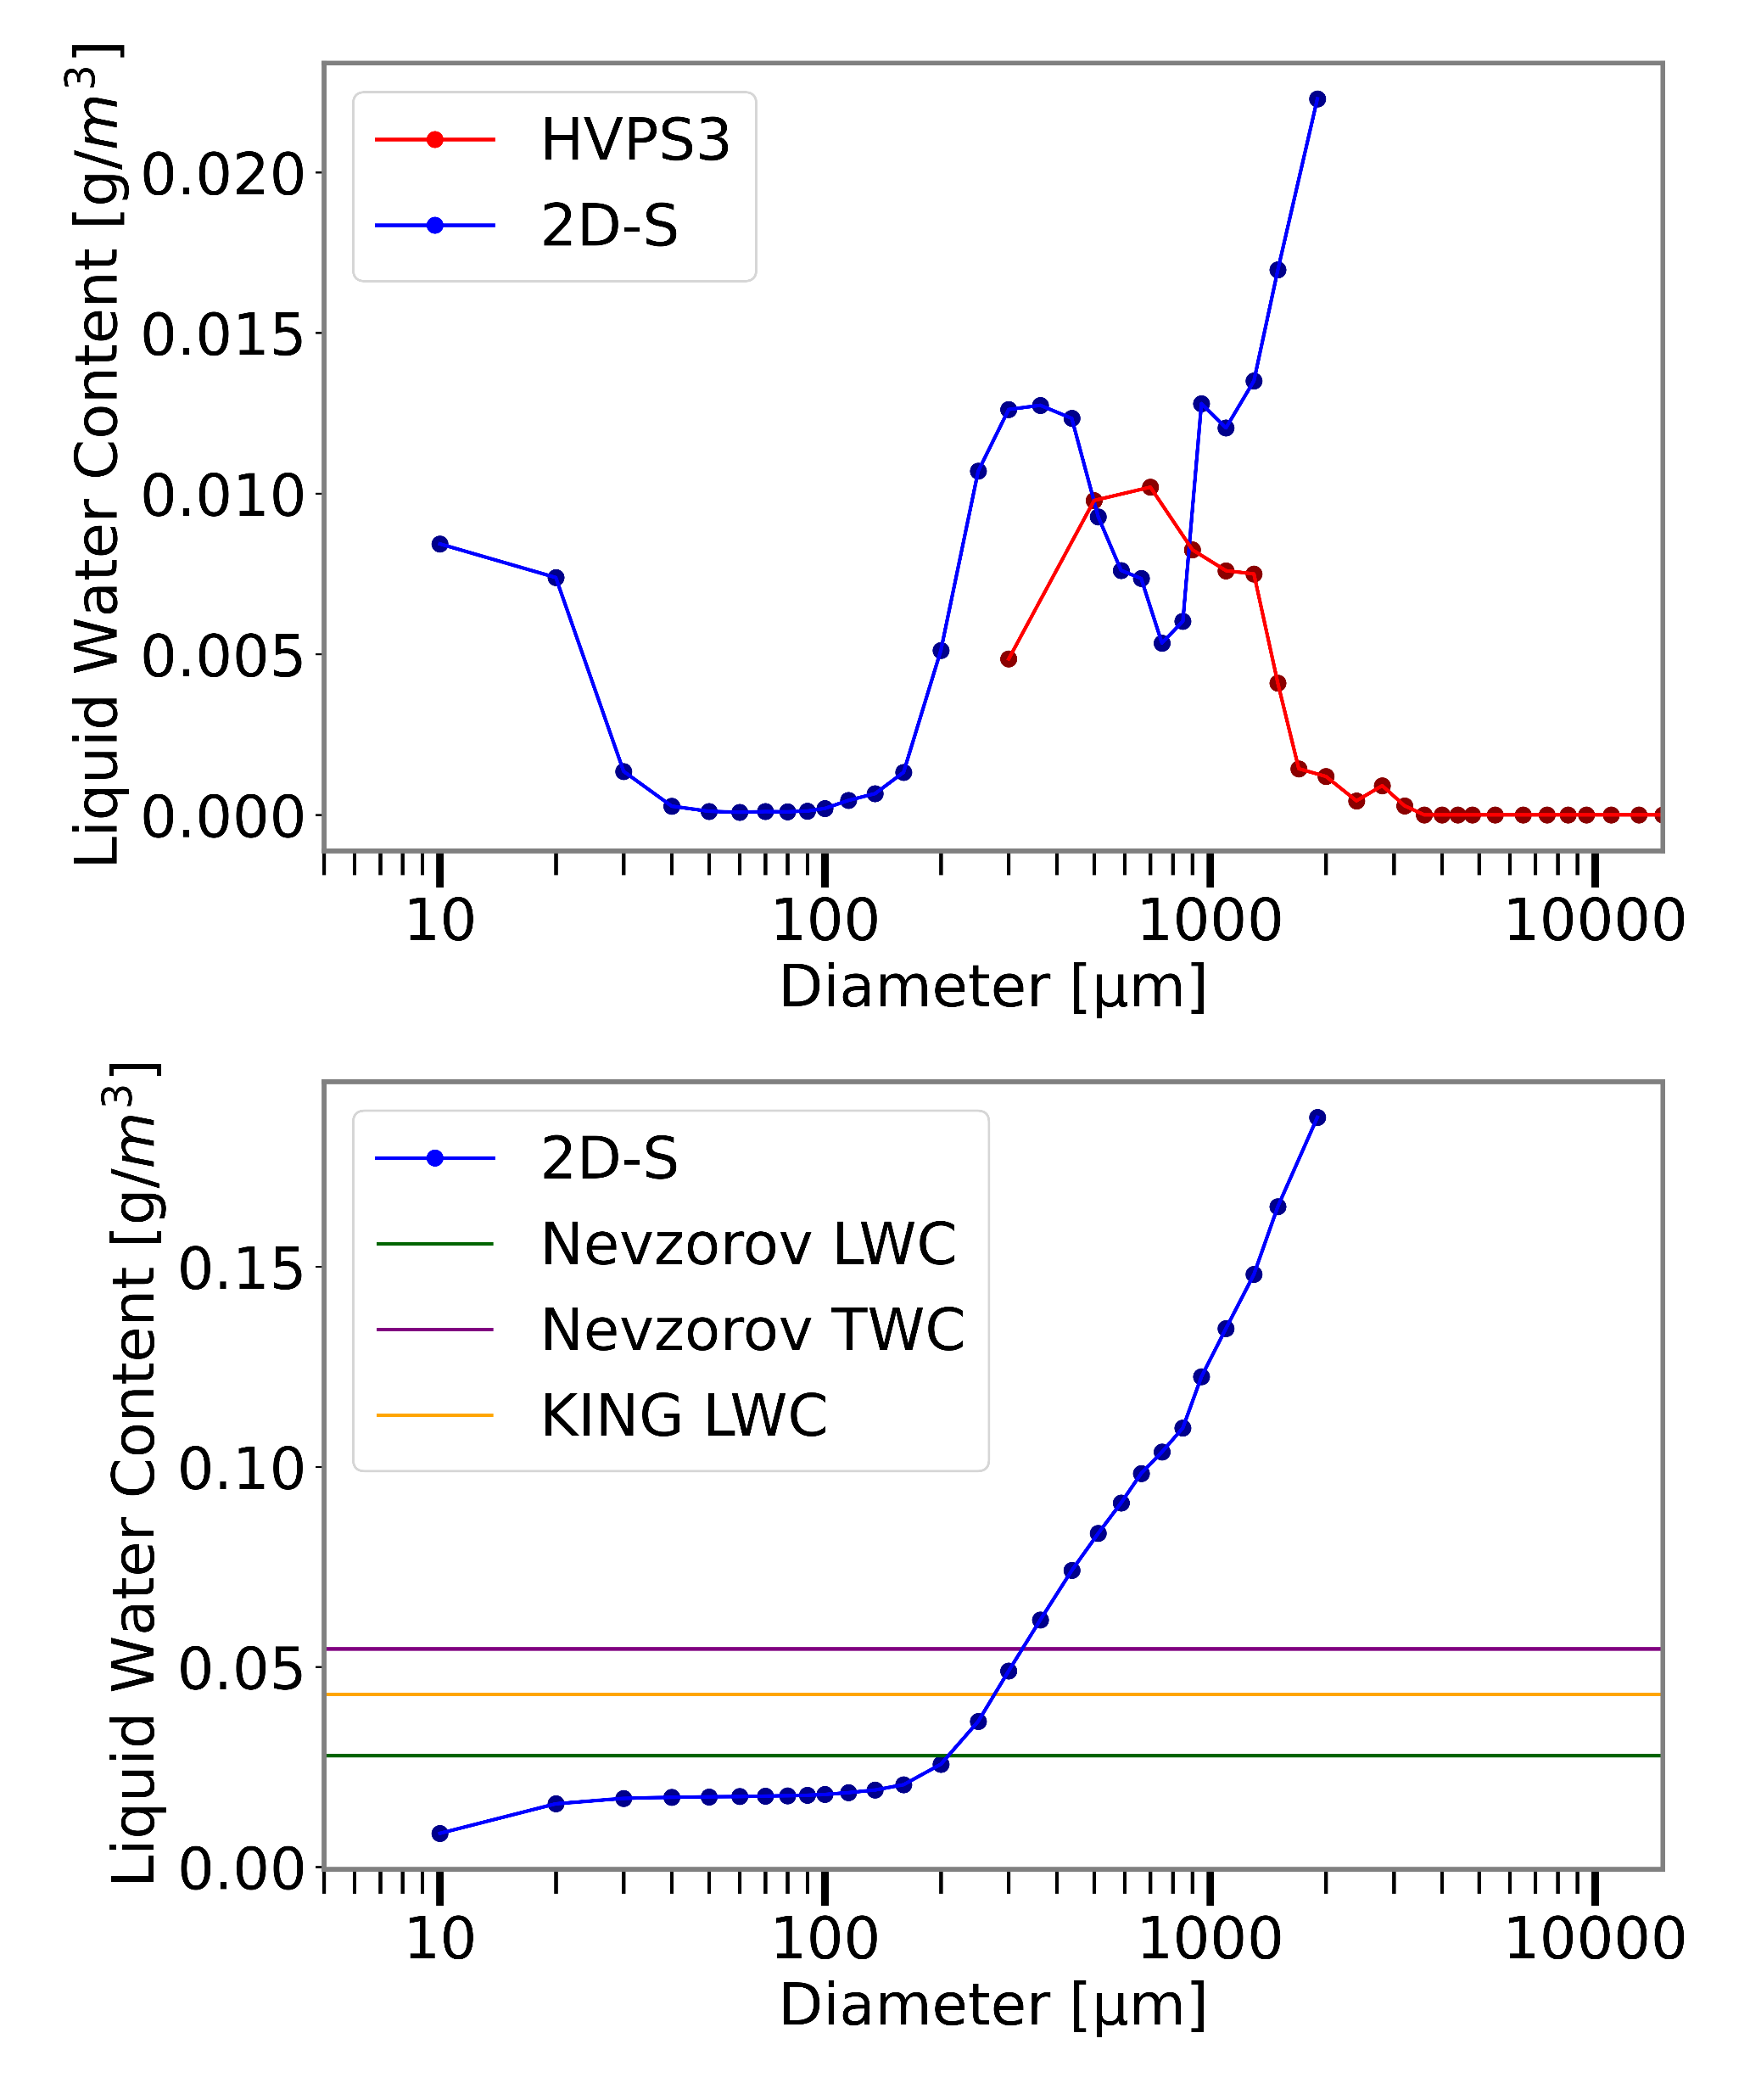 Liquid Water Content [g/m³]
HVPS3
2D-S
0.020
0.015
0.010
0.005
0.000
10 100 1000 10000
Diameter [µm]
Liquid Water Content [g/m³]
2D-S
Nevzorov LWC
Nevzorov TWC
KING LWC
0.15
0.10
0.05
0.00
10 100 1000 10000
Diameter [µm]